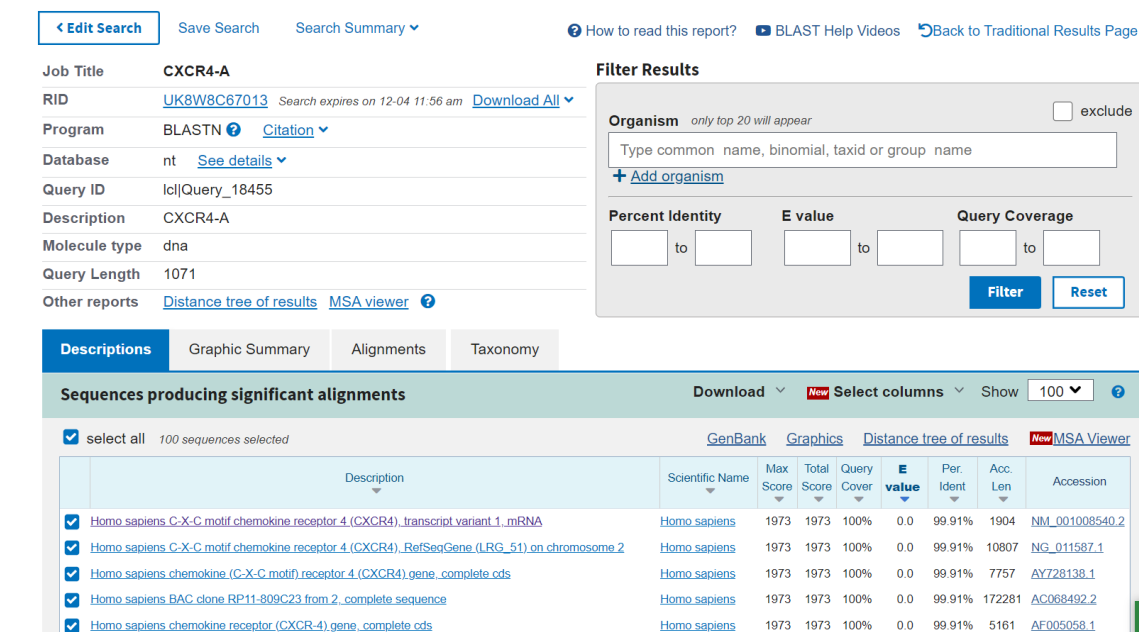 Edit Search Save Search Search Summary How to read this report? BLAST Help Videos Back to Traditional Results Page
Job Title CXCR4-A
RID UK8W8C67013 Search expires on 12-04 11:56 am Download All
Program BLASTN Citation
Database nt See details
Query ID lcl|Query_18455
Description CXCR4-A
Molecule type dna
Query Length 1071
Other reports Distance tree of results MSA viewer
Filter Results
Organism only top 20 will appear exclude
Type common name, binomial, taxid or group name
+ Add organism
Percent Identity E value Query Coverage
to to to
Filter Reset
Descriptions Graphic Summary Alignments Taxonomy
Sequences producing significant alignments Download New Select columns Show 100
select all 100 sequences selected GenBank Graphics Distance tree of results New MSA Viewer
Description Scientific Name Max Score Total Score Query Cover E value Per. Ident Acc. Len Accession
Homo sapiens C-X-C motif chemokine receptor 4 (CXCR4), transcript variant 1, mRNA Homo sapiens 1973 1973 100% 0.0 99.91% 1904 NM_001008540.2
Homo sapiens C-X-C motif chemokine receptor 4 (CXCR4), RefSeqGene (LRG_51) on chromosome 2 Homo sapiens 1973 1973 100% 0.0 99.91% 10807 NG_011587.1
Homo sapiens chemokine (C-X-C motif) receptor 4 (CXCR4) gene, complete cds Homo sapiens 1973 1973 100% 0.0 99.91% 7757 AY728138.1
Homo sapiens BAC clone RP11-809C23 from 2, complete sequence Homo sapiens 1973 1973 100% 0.0 99.91% 172281 AC068492.2
Homo sapiens chemokine receptor (CXCR-4) gene, complete cds Homo sapiens 1973 1973 100% 0.0 99.91% 5161 AF005058.1